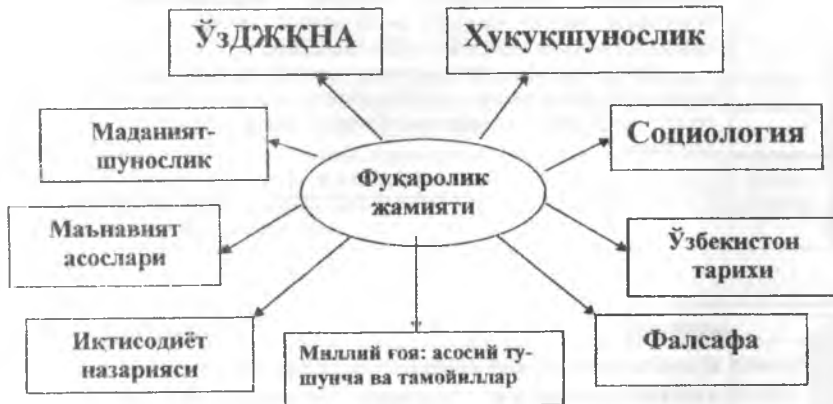 ЎзДЖҚНА
Ҳуқуқшунослик
Маданият-
шунослик
Социология
Фуқаролик
жамияти
Маънавият
асослари
Ўзбекистон
тарихи
Иқтисодиёт
назарияси
Миллий ғоя: асосий ту-
шунча ва тамойиллар
Фалсафа